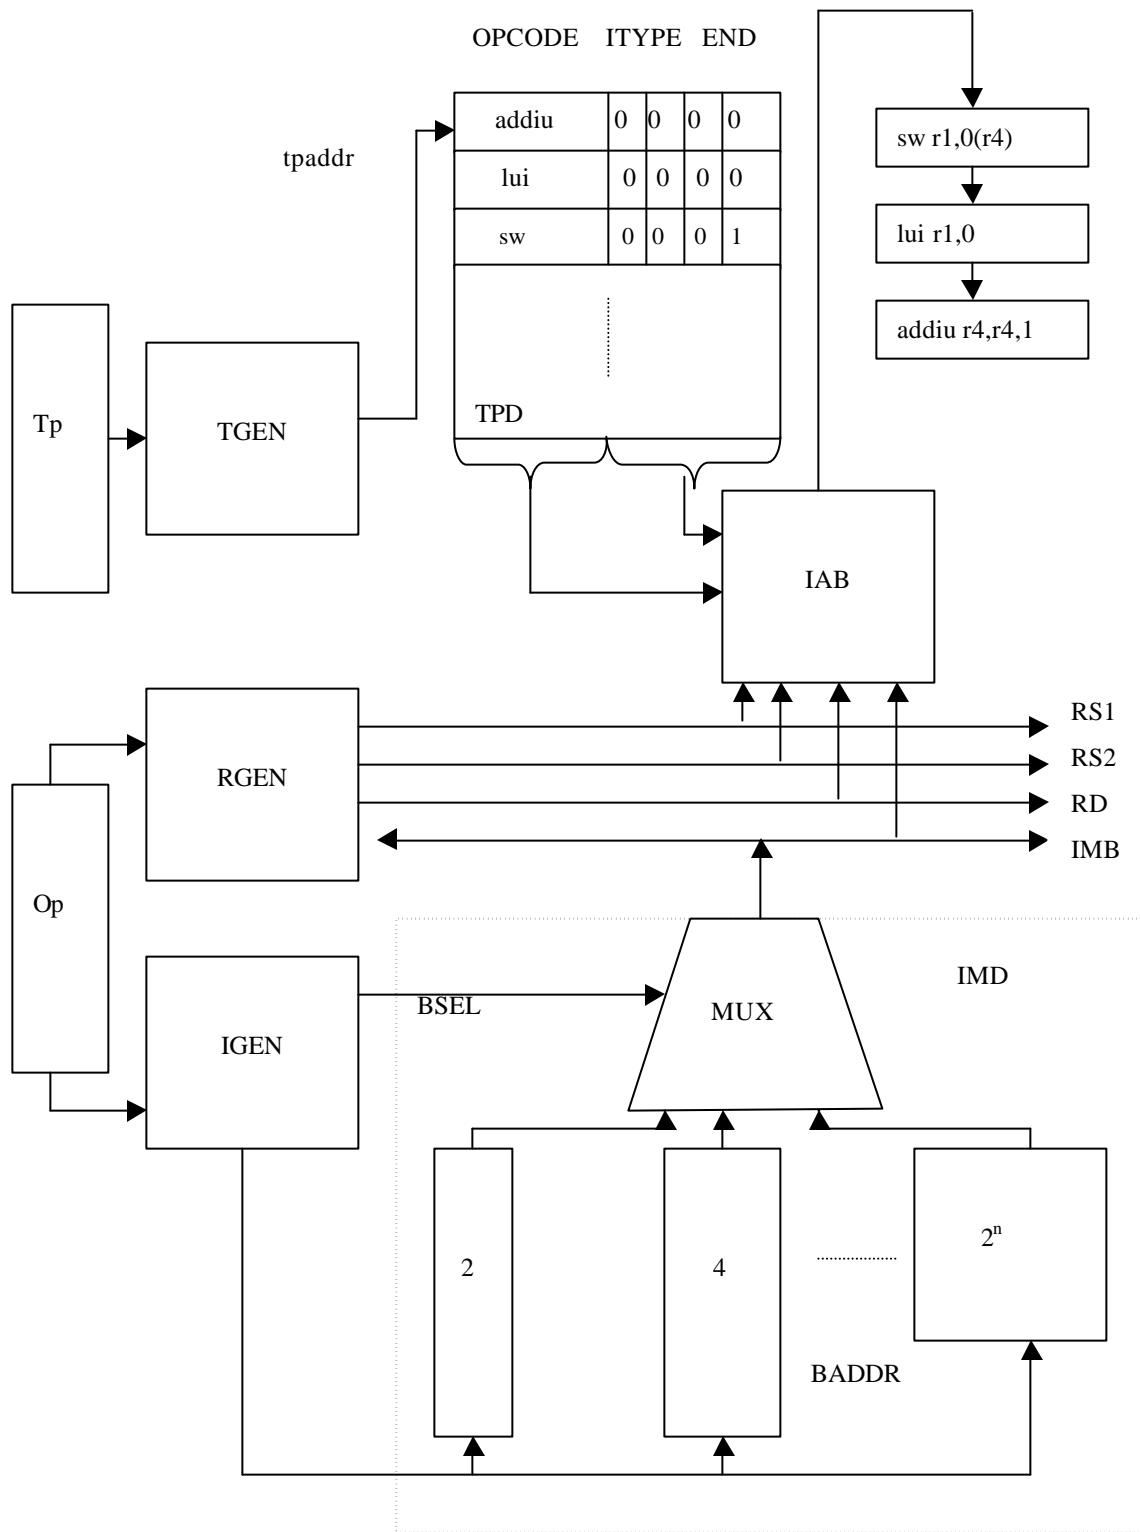 OPCODE ITYPE END
addiu 0 0 0 0
tpaddr
lui 0 0 0 0
sw 0 0 0 1
sw r1,0(r4)
lui r1,0
addiu r4,r4,1
TPD
Tp
TGEN
IAB
RGEN
RS1
RS2
RD
IMB
Op
IGEN
BSEL
MUX
IMD
2
4
2ⁿ
BADDR